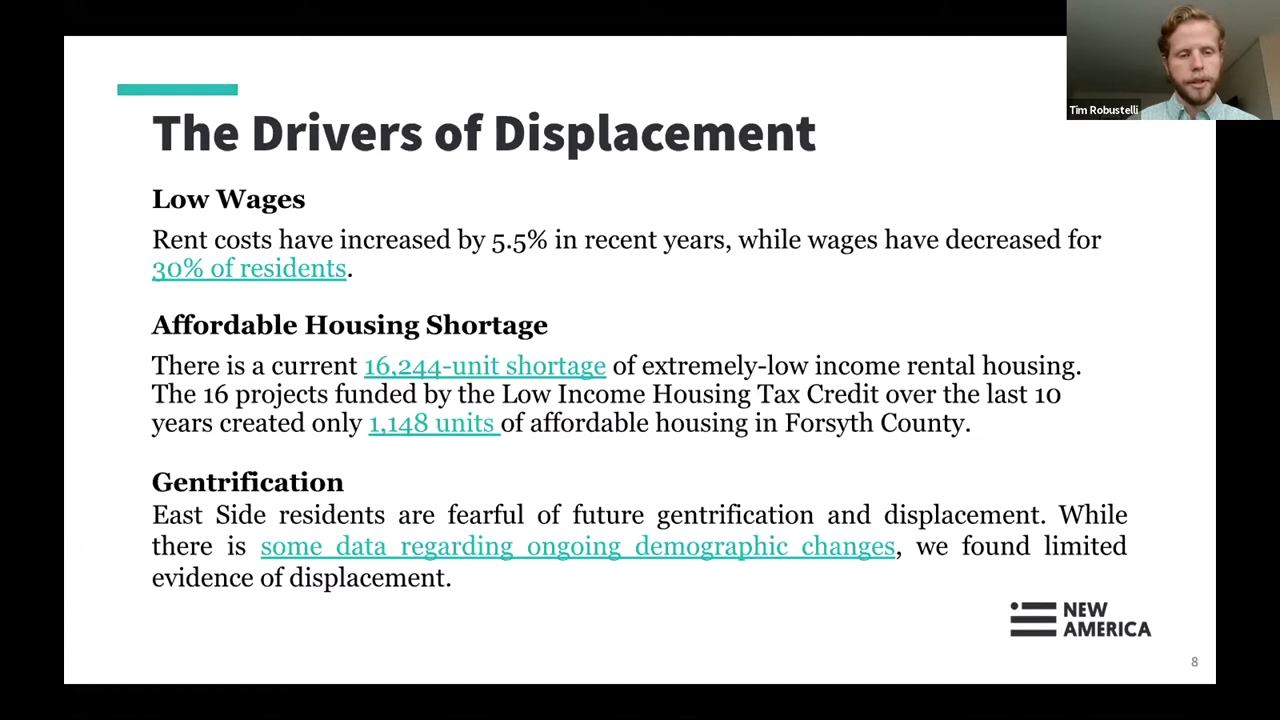 Tim Robustelli
The Drivers of Displacement
Low Wages
Rent costs have increased by 5.5% in recent years, while wages have decreased for
30% of residents.
Affordable Housing Shortage
There is a current 16,244-unit shortage of extremely-low income rental housing.
The 16 projects funded by the Low Income Housing Tax Credit over the last 10
years created only 1,148 units of affordable housing in Forsyth County.
Gentrification
East Side residents are fearful of future gentrification and displacement. While
there is some data regarding ongoing demographic changes, we found limited
evidence of displacement.
NEW
AMERICA
8